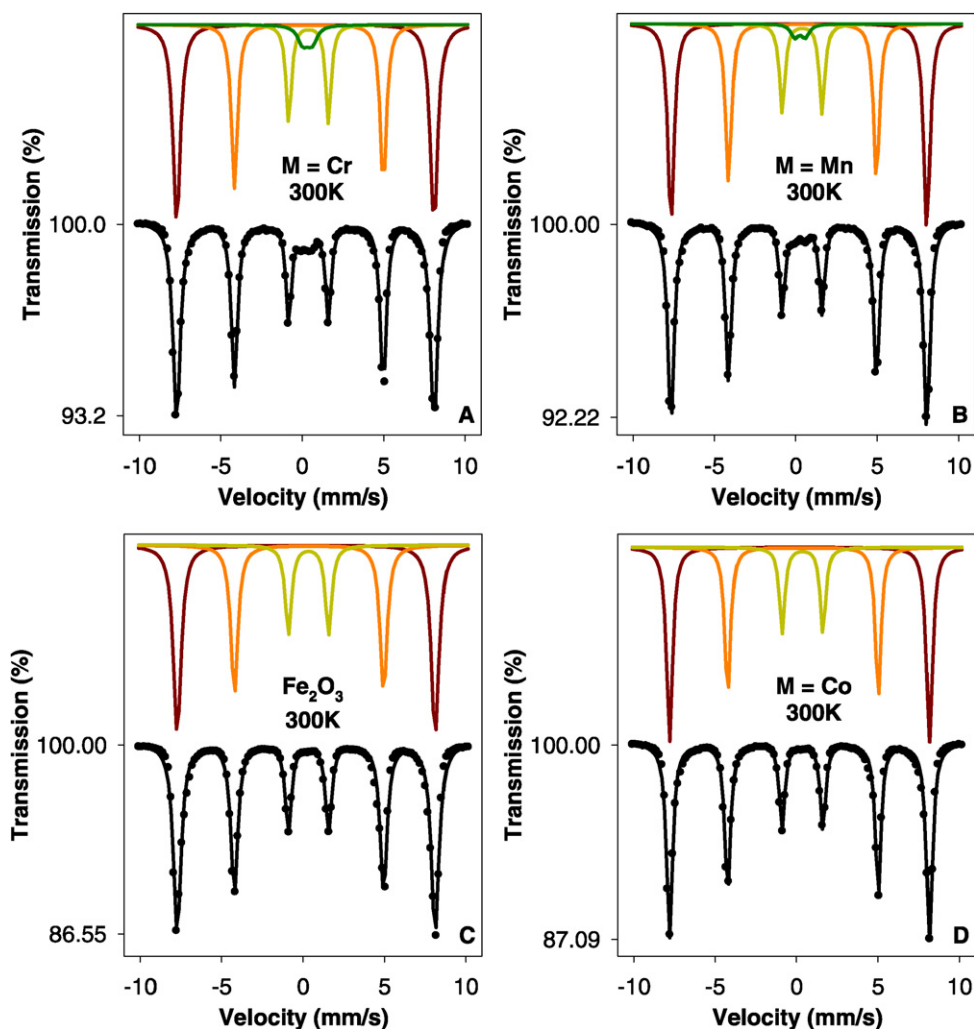 M = Cr
300K
Transmission (%)
100.0
93.2
A
-10 -5 0 5 10
Velocity (mm/s)
M = Mn
300K
Transmission (%)
100.00
92.22
B
-10 -5 0 5 10
Velocity (mm/s)
Fe₂O₃
300K
Transmission (%)
100.00
86.55
C
-10 -5 0 5 10
Velocity (mm/s)
M = Co
300K
Transmission (%)
100.00
87.09
D
-10 -5 0 5 10
Velocity (mm/s)